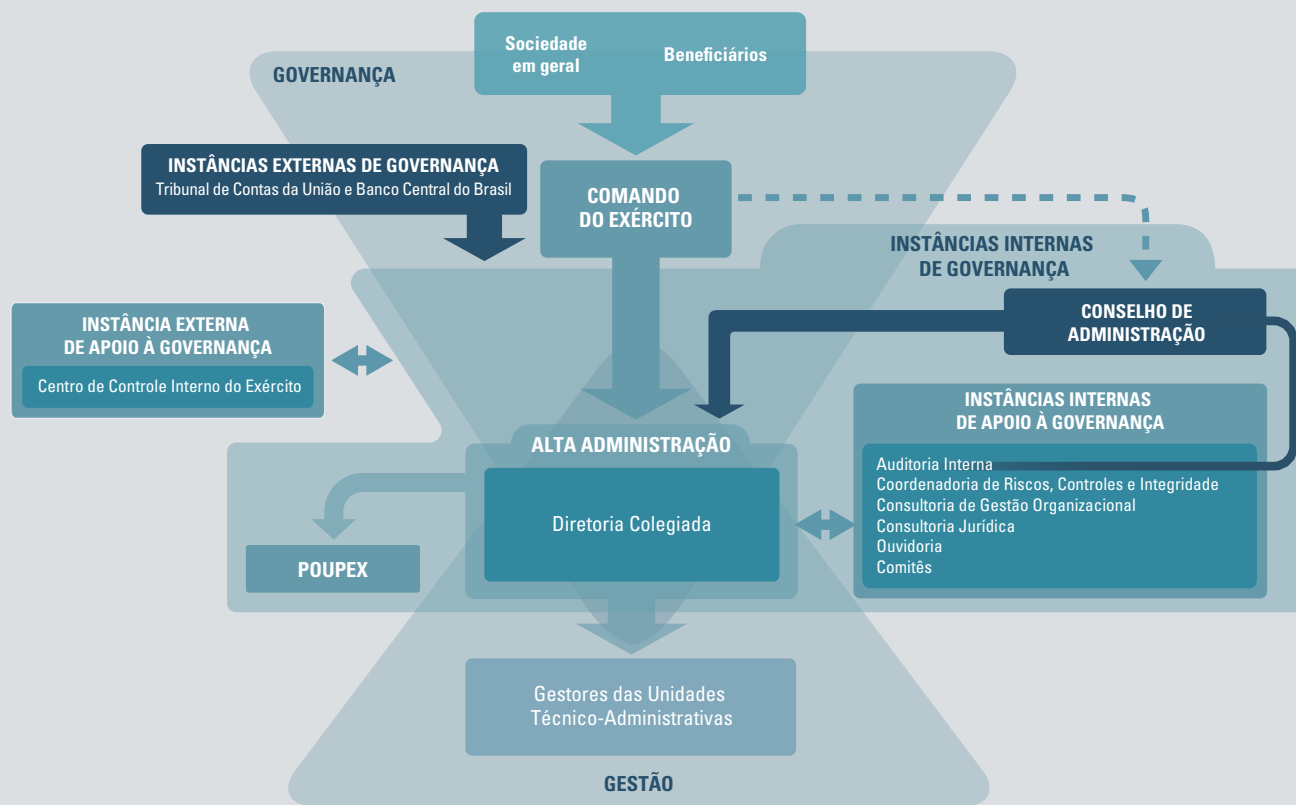 Sociedade
em geral
Beneficiários
GOVERNANÇA
INSTÂNCIAS EXTERNAS DE GOVERNANÇA
Tribunal de Contas da União e Banco Central do Brasil
COMANDO
DO EXÉRCITO
INSTÂNCIAS INTERNAS
DE GOVERNANÇA
CONSELHO DE
ADMINISTRAÇÃO
INSTÂNCIA EXTERNA
DE APOIO À GOVERNANÇA
Centro de Controle Interno do Exército
INSTÂNCIAS INTERNAS
DE APOIO À GOVERNANÇA
Auditoria Interna
Coordenadoria de Riscos, Controles e Integridade
Consultoria de Gestão Organizacional
Consultoria Jurídica
Ouvidoria
Comitês
ALTA ADMINISTRAÇÃO
Diretoria Colegiada
POUPEX
Gestores das Unidades
Técnico-Administrativas
GESTÃO